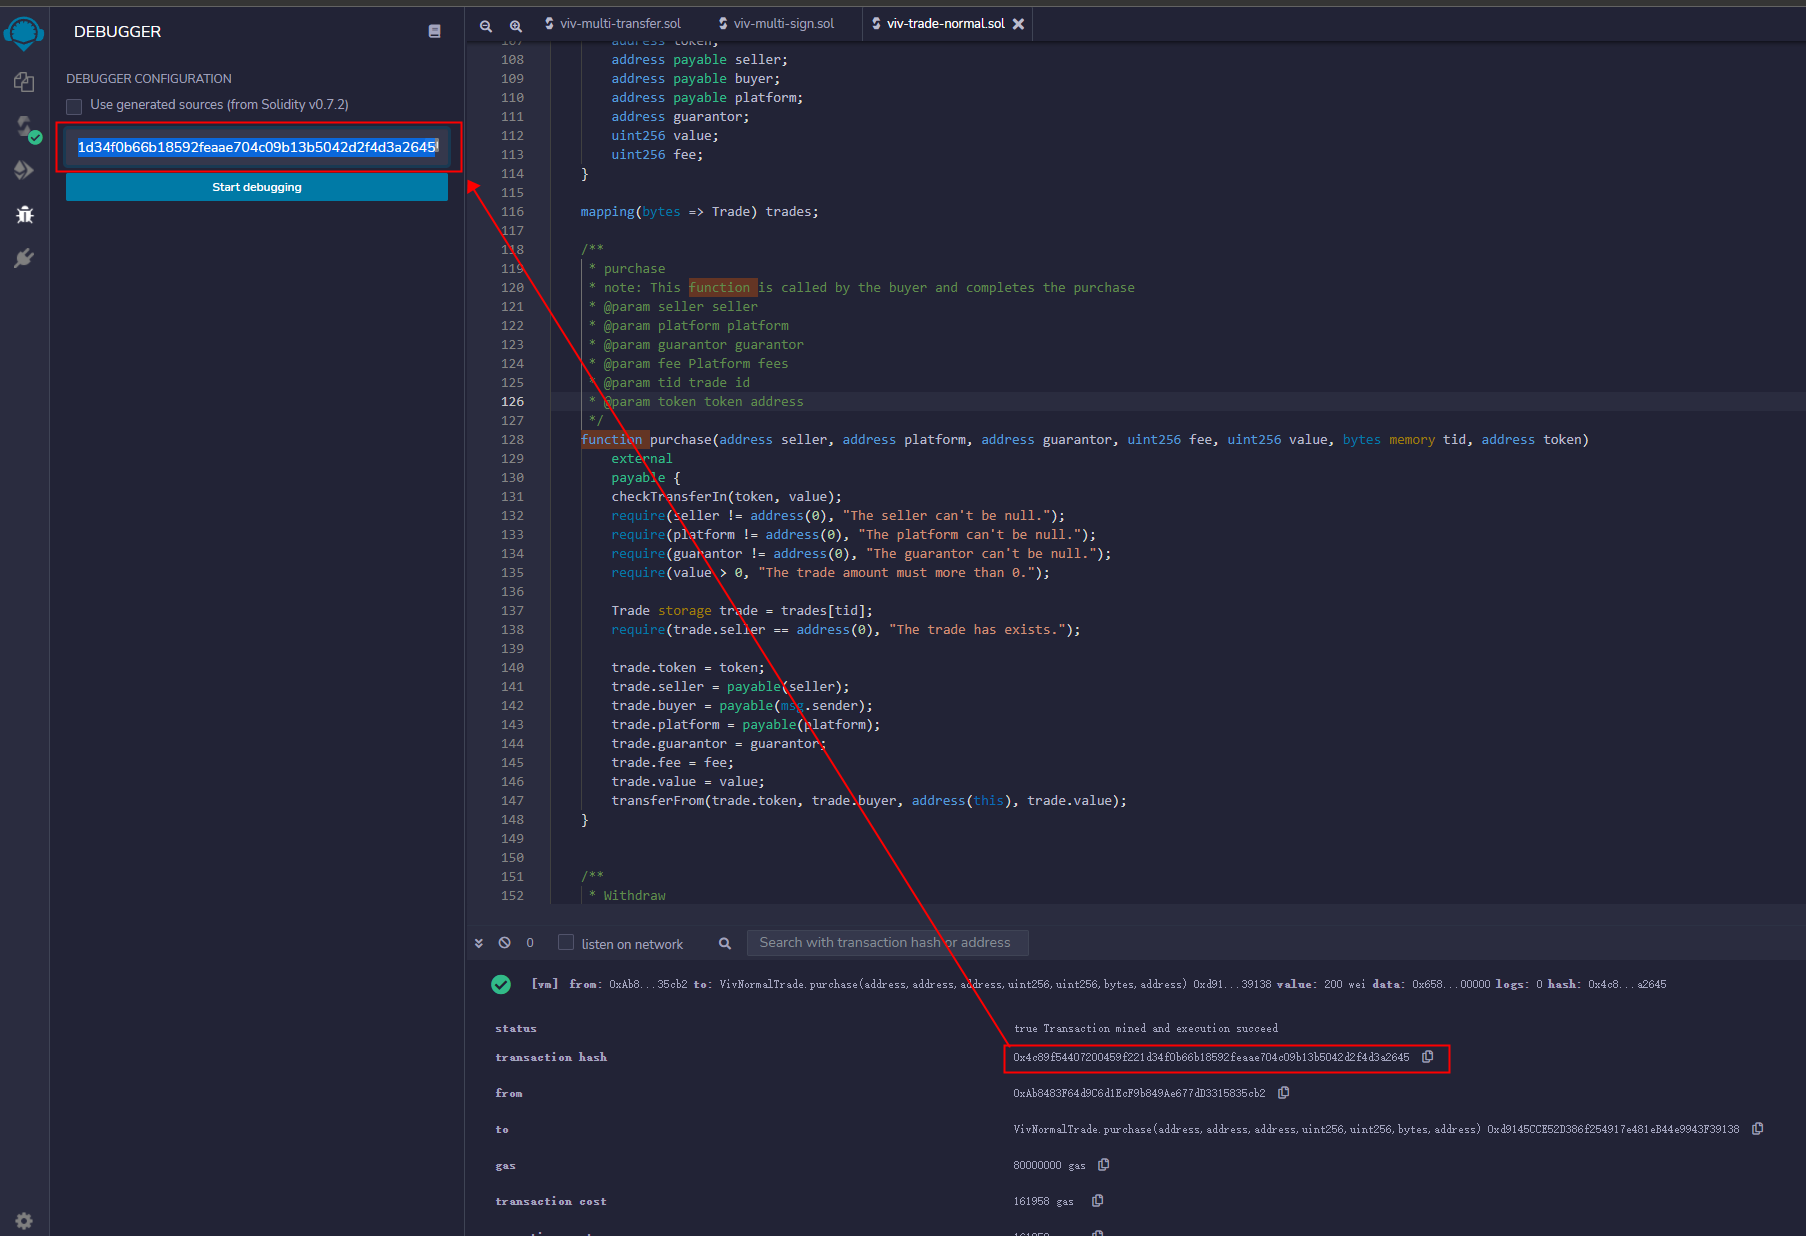 DEBUGGER
DEBUGGER CONFIGURATION
Use generated sources (from Solidity v0.7.2)
1d34f0b66b18592feaae704c09b13b5042d2f4d3a2645
Start debugging
viv-multi-transfer.sol
viv-multi-sign.sol
viv-trade-normal.sol
107 address token;
108 address payable seller;
109 address payable buyer;
110 address payable platform;
111 address guarantor;
112 uint256 value;
113 uint256 fee;
114 }
115
116 mapping(bytes => Trade) trades;
117
118 /**
119 * purchase
120 * note: This function is called by the buyer and completes the purchase
121 * @param seller seller
122 * @param platform platform
123 * @param guarantor guarantor
124 * @param fee Platform fees
125 * @param tid trade id
126 * @param token token address
127 */
128 function purchase(address seller, address platform, address guarantor, uint256 fee, uint256 value, bytes memory tid, address token)
129 external
130 payable {
131 checkTransferIn(token, value);
132 require(seller != address(0), "The seller can't be null.");
133 require(platform != address(0), "The platform can't be null.");
134 require(guarantor != address(0), "The guarantor can't be null.");
135 require(value > 0, "The trade amount must more than 0.");
136
137 Trade storage trade = trades[tid];
138 require(trade.seller == address(0), "The trade has exists.");
139
140 trade.token = token;
141 trade.seller = payable(seller);
142 trade.buyer = payable(msg.sender);
143 trade.platform = payable(platform);
144 trade.guarantor = guarantor;
145 trade.fee = fee;
146 trade.value = value;
147 transferFrom(trade.token, trade.buyer, address(this), trade.value);
148 }
149
150
151 /**
152 * Withdraw
0
listen on network
Search with transaction hash or address
[vm] from: 0xAb8...35cb2 to: VivNormalTrade.purchase(address,address,address,uint256,uint256,bytes,address) 0xd91...39138 value: 200 wei data: 0x658...00000 logs: 0 hash: 0x4c8...a2645
status true Transaction mined and execution succeed
transaction hash 0x4c89f54407200459f221d34f0b66b18592feaae704c09b13b5042d2f4d3a2645
from 0xAb8483F64d9C6d1EcF9b849Ae677dD3315835cb2
to VivNormalTrade.purchase(address,address,address,uint256,uint256,bytes,address) 0xd9145CCE52D386f254917e481eB44e9943F39138
gas 80000000 gas
transaction cost 161958 gas